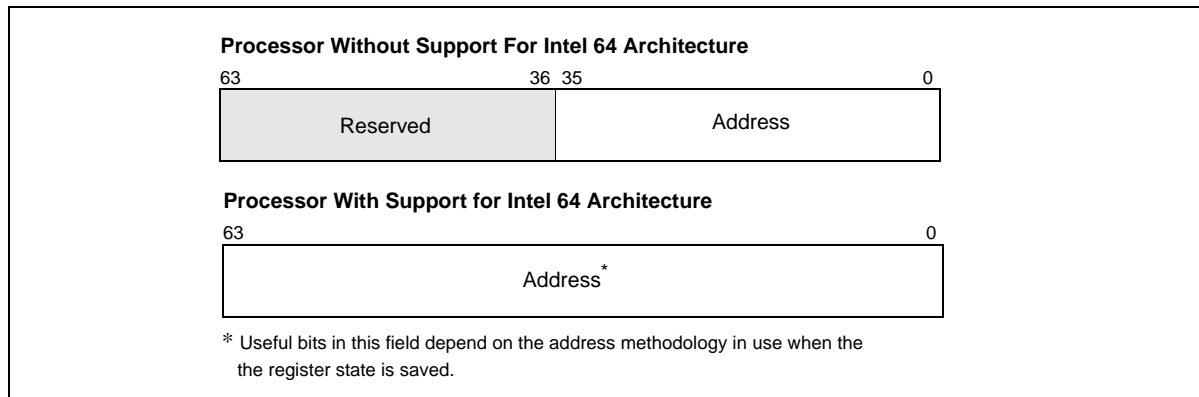 Processor Without Support For Intel 64 Architecture
63 36 35 0
Reserved Address
Processor With Support for Intel 64 Architecture
63 0
Address*
* Useful bits in this field depend on the address methodology in use when the
the register state is saved.